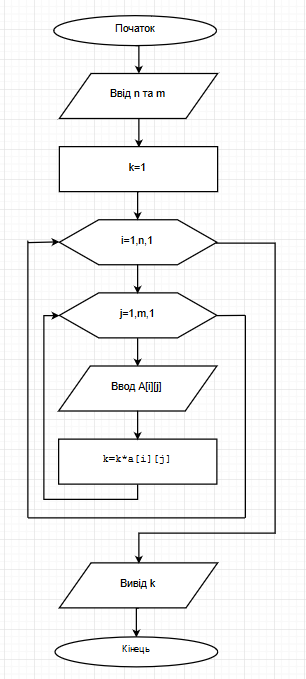 Початок
Ввід n та m
k=1
i=1,n,1
j=1,m,1
Ввод A[i][j]
k=k*a[i][j]
Вивід k
Кінець